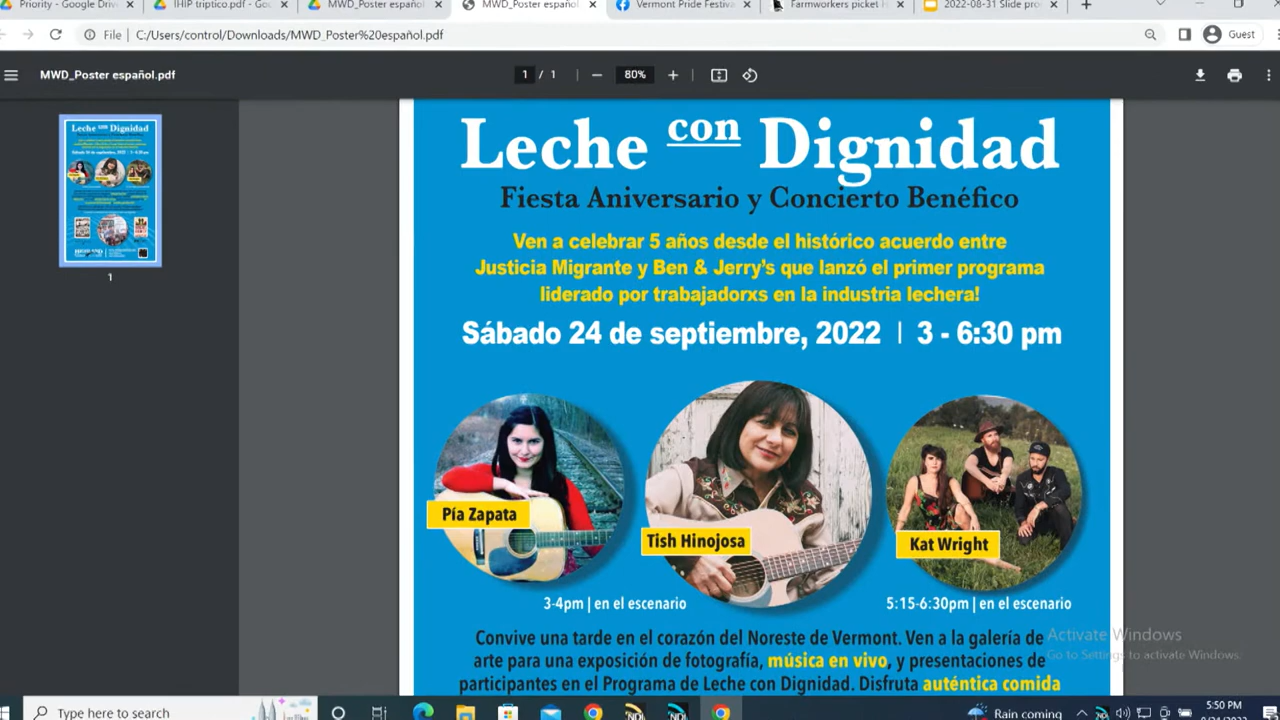 Priority - Google Drive
IHIP triptico.pdf - Go
MWD_Poster español
MWD_Poster español
Vermont Pride Festiva
Farmworkers picket H
2022-08-31 Slide pro
File | C:/Users/control/Downloads/MWD_Poster%20español.pdf
Guest
MWD_Poster español.pdf
1 / 1
80%
1
Leche con Dignidad
Fiesta Aniversario y Concierto Benéfico
Ven a celebrar 5 años desde el histórico acuerdo entre
Justicia Migrante y Ben & Jerry's que lanzó el primer programa
liderado por trabajadorxs en la industria lechera!
Sábado 24 de septiembre, 2022 | 3 - 6:30 pm
Pía Zapata
Tish Hinojosa
Kat Wright
3-4pm | en el escenario
5:15-6:30pm | en el escenario
Convive una tarde en el corazón del Noreste de Vermont. Ven a la galería de
arte para una exposición de fotografía, música en vivo, y presentaciones de
participantes en el Programa de Leche con Dignidad. Disfruta auténtica comida
Activate Windows
Go to Settings to activate Windows.
Type here to search
Rain coming
5:50 PM